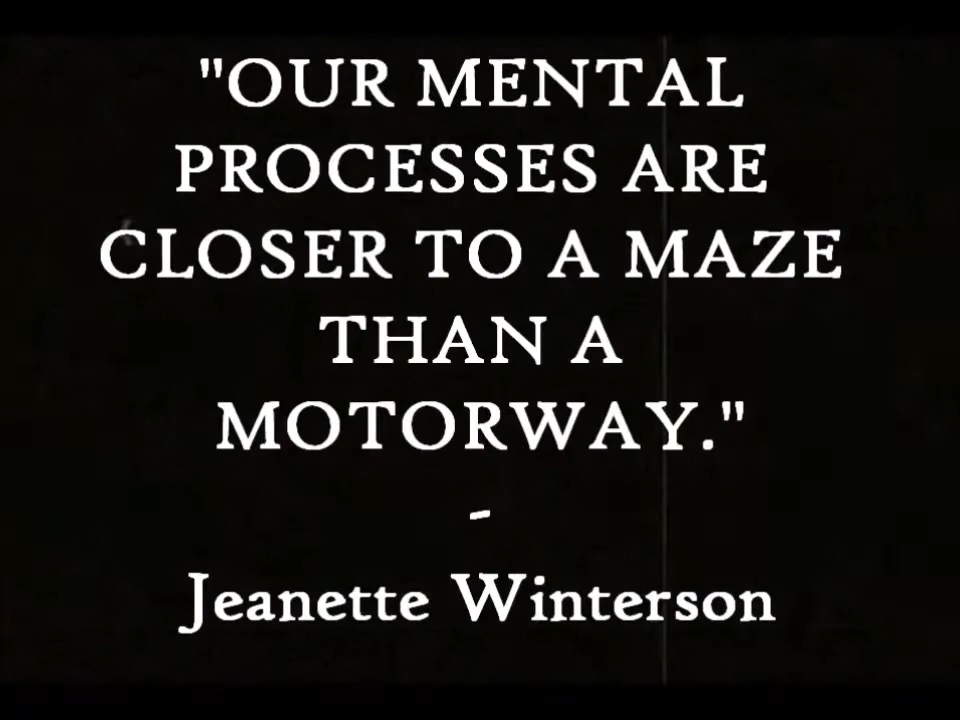 "OUR MENTAL
PROCESSES ARE
CLOSER TO A MAZE
THAN A
MOTORWAY."
-
Jeanette Winterson